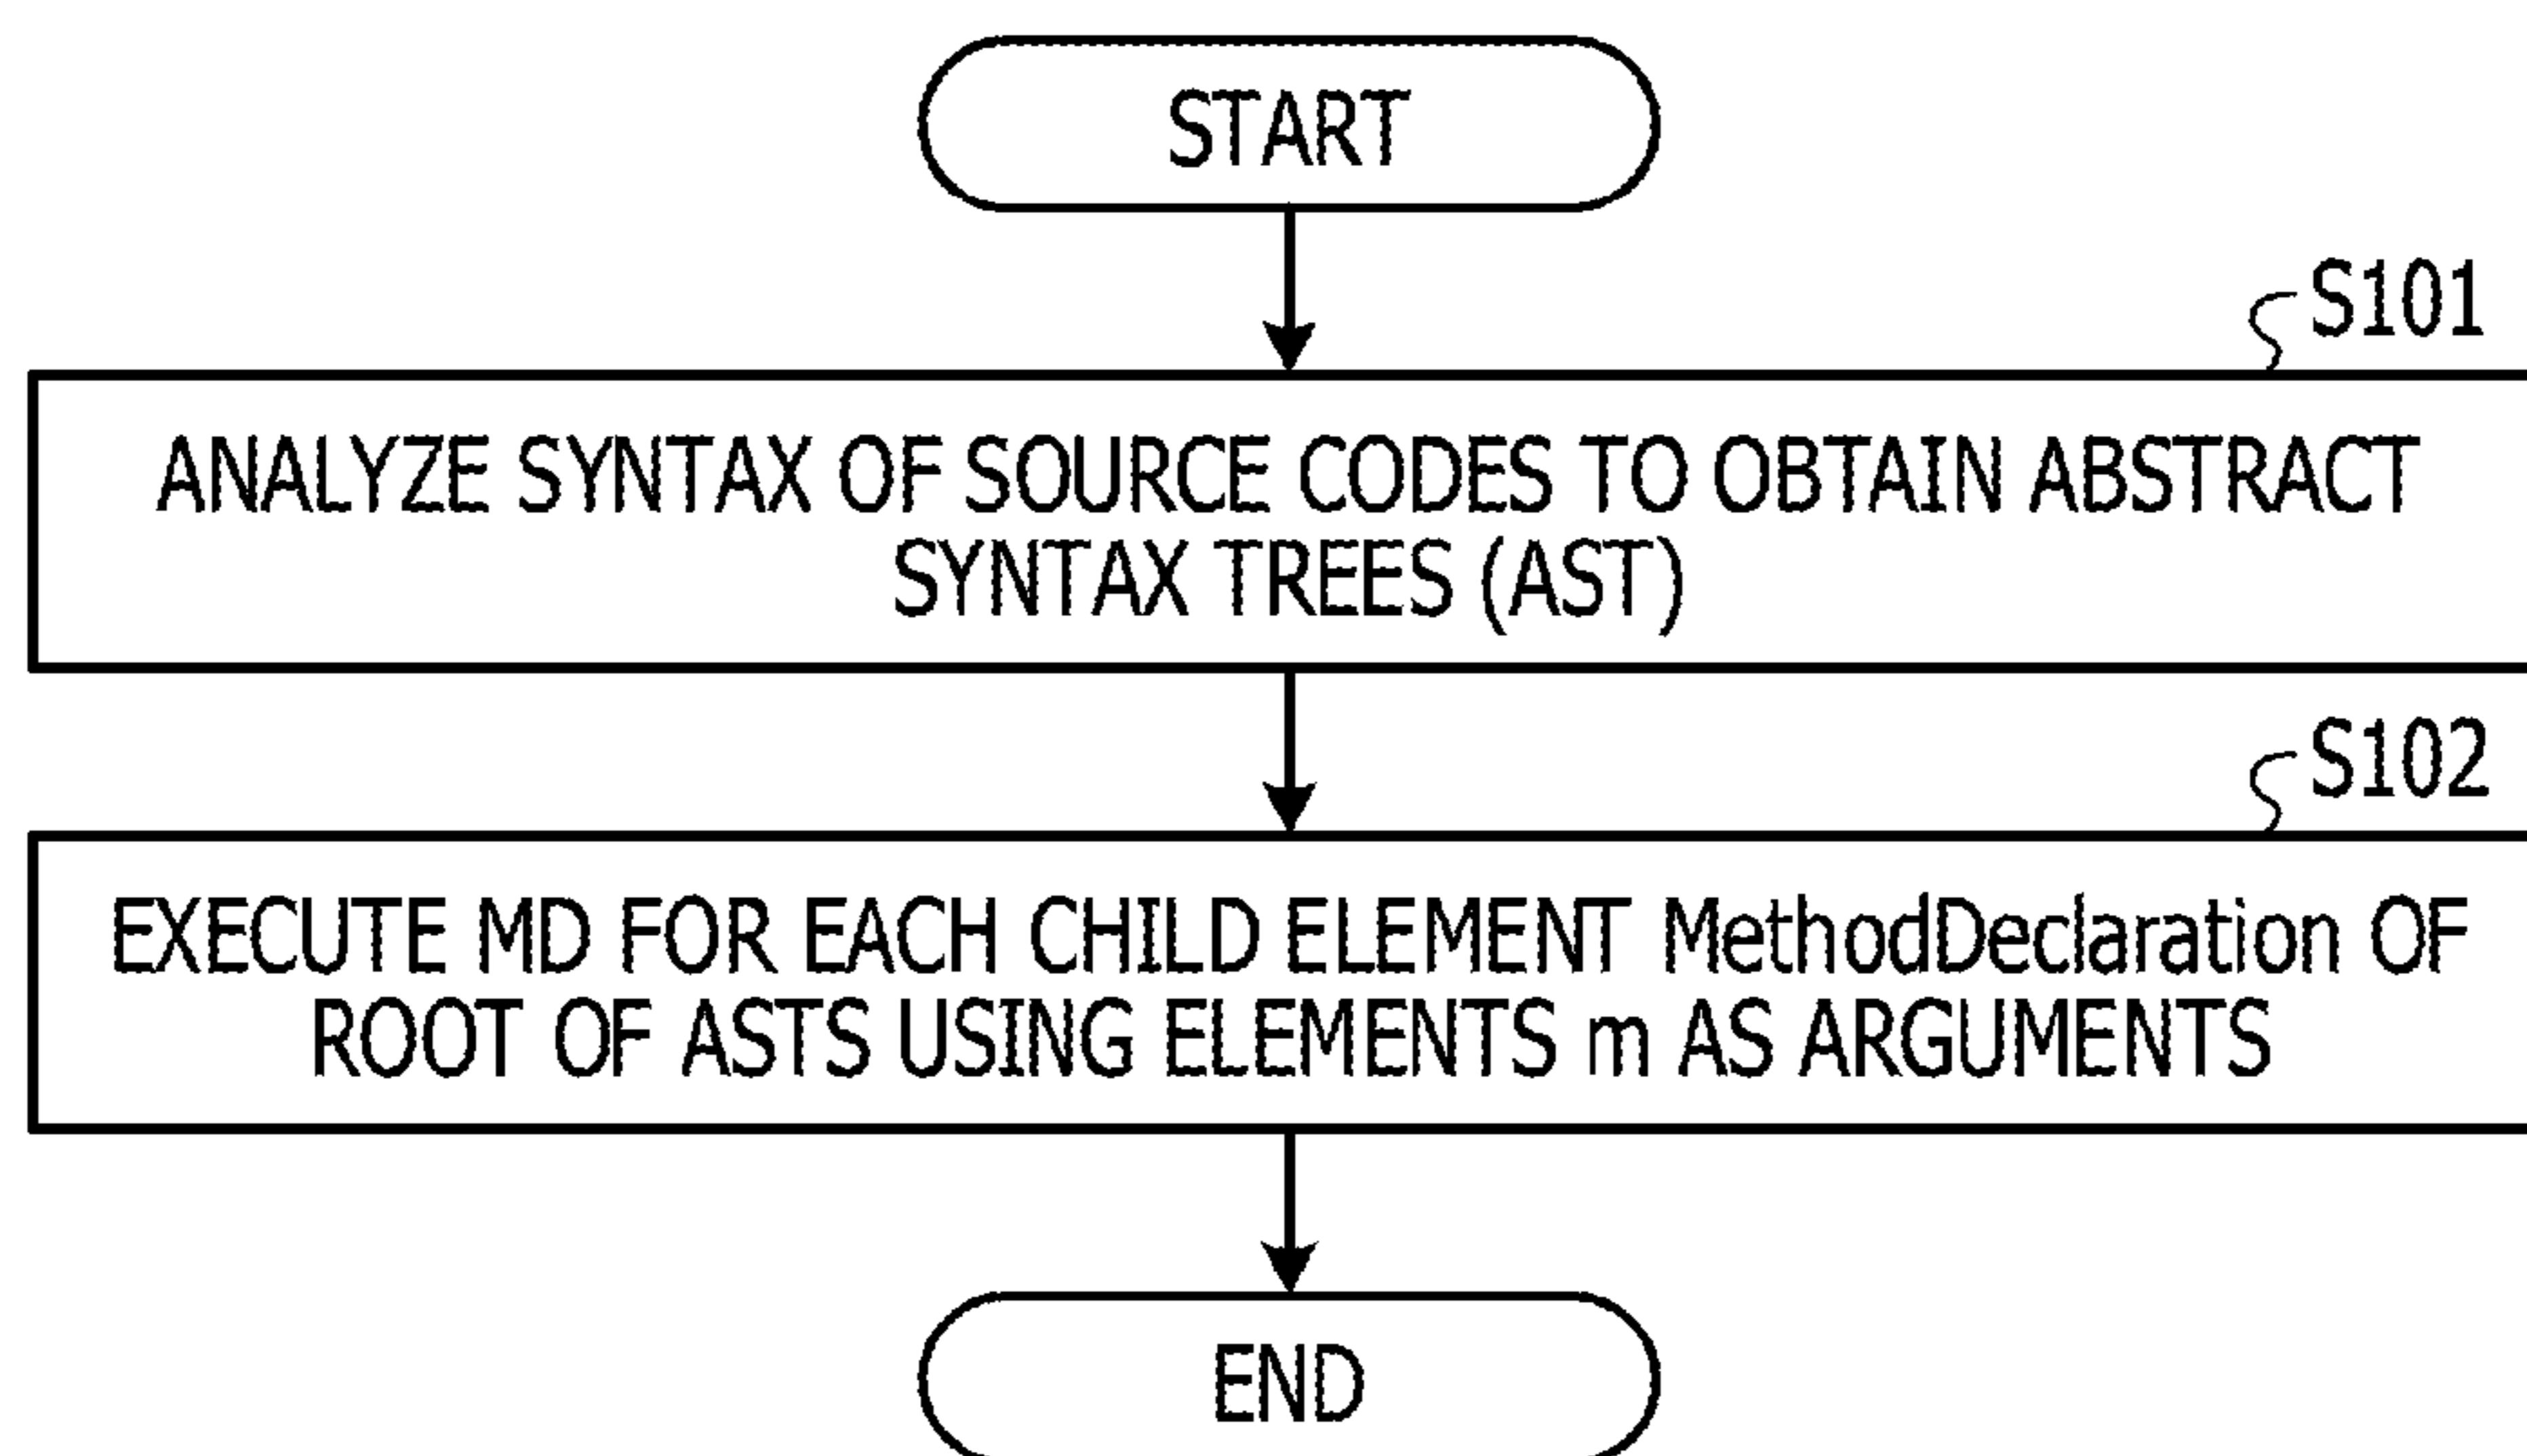 START
S101
ANALYZE SYNTAX OF SOURCE CODES TO OBTAIN ABSTRACT
SYNTAX TREES (AST)
S102
EXECUTE MD FOR EACH CHILD ELEMENT MethodDeclaration OF
ROOT OF ASTS USING ELEMENTS m AS ARGUMENTS
END